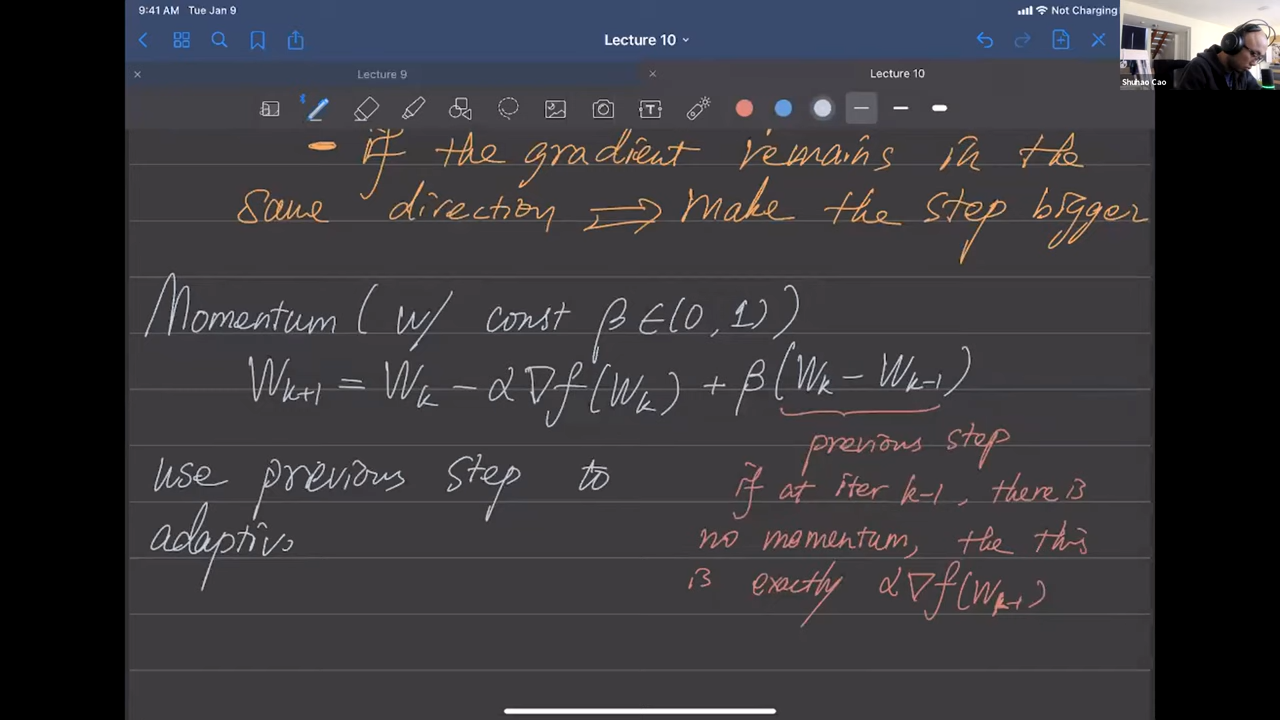 9:41 AM Tue Jan 9
Not Charging
Lecture 10
Shuhao Cao
Lecture 9
Lecture 10
- if the gradient remains in the
same direction ⇒ make the step bigger
Momentum (w/ const β∈(0,1))
W_{k+1} = W_k - α∇f(W_k) + β(W_k - W_{k-1})
previous step
use previous step to
if at iter k-1, there is
adaptiv
no momentum, the this
is exactly α∇f(W_{k-1})